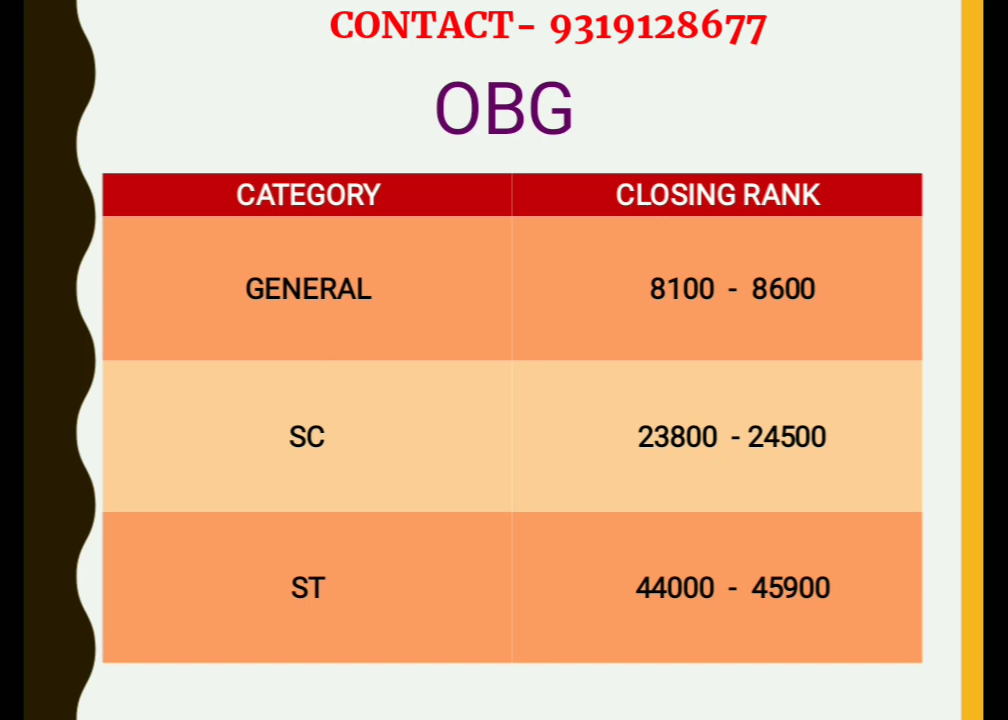 CONTACT- 9319128677
OBG
CATEGORY CLOSING RANK
GENERAL 8100 - 8600
SC 23800 - 24500
ST 44000 - 45900